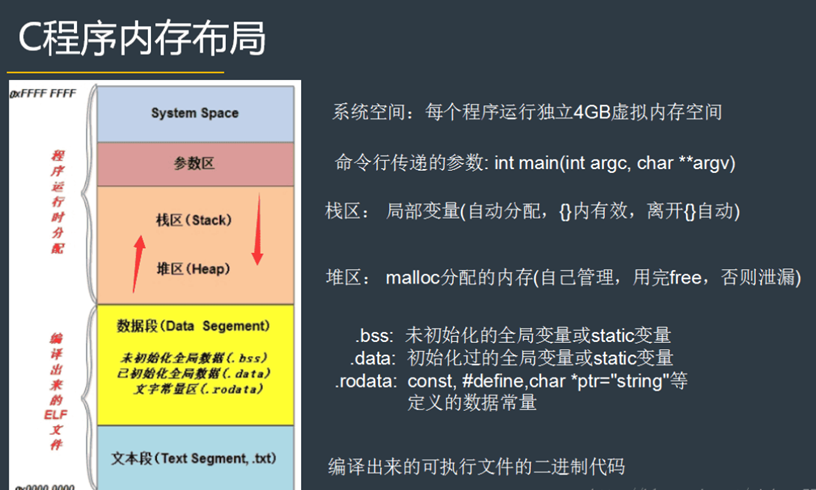 C程序内存布局
0xFFFF FFFF
System Space
系统空间：每个程序运行独立4GB虚拟内存空间
程序运行时分配
参数区
命令行传递的参数: int main(int argc, char **argv)
栈区（Stack）
栈区： 局部变量(自动分配，{}内有效，离开{}自动)
堆区（Heap）
堆区： malloc分配的内存(自己管理，用完free，否则泄漏)
编译出来的ELF文件
数据段（Data Segement）
未初始化全局数据(.bss)
已初始化全局数据(.data)
文字常量区(.rodata)
.bss: 未初始化的全局变量或static变量
.data: 初始化过的全局变量或static变量
.rodata: const, #define,char *ptr="string"等
定义的数据常量
文本段（Text Segment, .txt）
编译出来的可执行文件的二进制代码
0x0000 0000